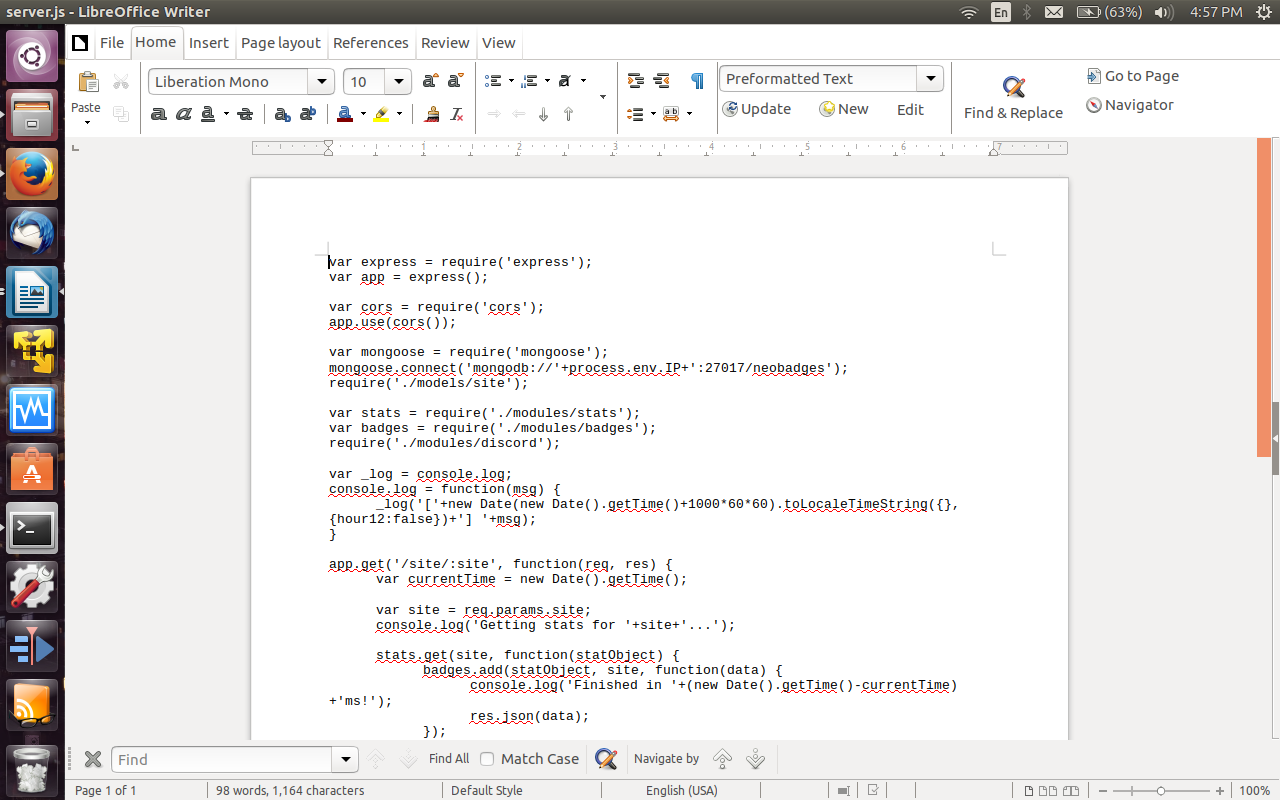 server.js - LibreOffice Writer
En
(63%)
4:57 PM
File
Home
Insert
Page layout
References
Review
View
Paste
Liberation Mono
10
Preformatted Text
Update
New
Edit
Find & Replace
Go to Page
Navigator
1 2 3 4 5 6 7
var express = require('express');
var app = express();
var cors = require('cors');
app.use(cors());
var mongoose = require('mongoose');
mongoose.connect('mongodb://'+process.env.IP+':27017/neobadges');
require('./models/site');
var stats = require('./modules/stats');
var badges = require('./modules/badges');
require('./modules/discord');
var _log = console.log;
console.log = function(msg) {
_log('['+new Date(new Date().getTime()+1000*60*60).toLocaleTimeString({},
{hour12:false})+'] '+msg);
}
app.get('/site/:site', function(req, res) {
var currentTime = new Date().getTime();
var site = req.params.site;
console.log('Getting stats for '+site+'...');
stats.get(site, function(statObject) {
badges.add(statObject, site, function(data) {
console.log('Finished in '+(new Date().getTime()-currentTime)
+'ms!');
res.json(data);
});
Find
Find All
Match Case
Navigate by
Page 1 of 1
98 words, 1,164 characters
Default Style
English (USA)
100%